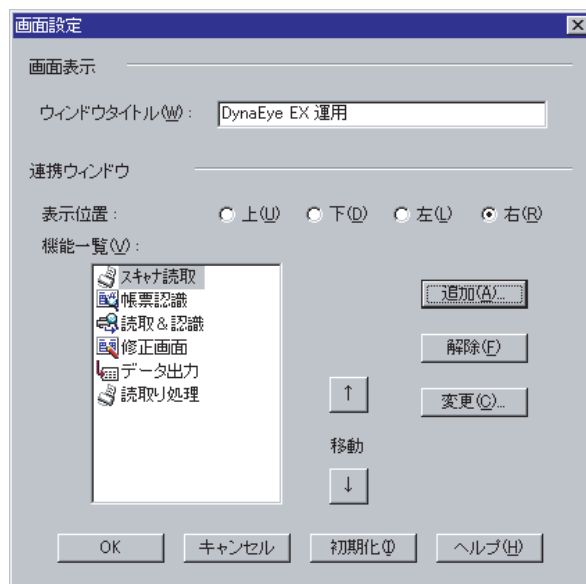 画面設定
画面表示
ウィンドウタイトル(W): DynaEye EX 運用
連携ウィンドウ
表示位置: 上(U) 下(D) 左(L) 右(R)
機能一覧(V):
スキャナ読取
帳票認識
読取&認識
修正画面
データ出力
読取り処理
追加(A)...
解除(F)
変更(C)...
↑
移動
↓
OK キャンセル 初期化(I) ヘルプ(H)